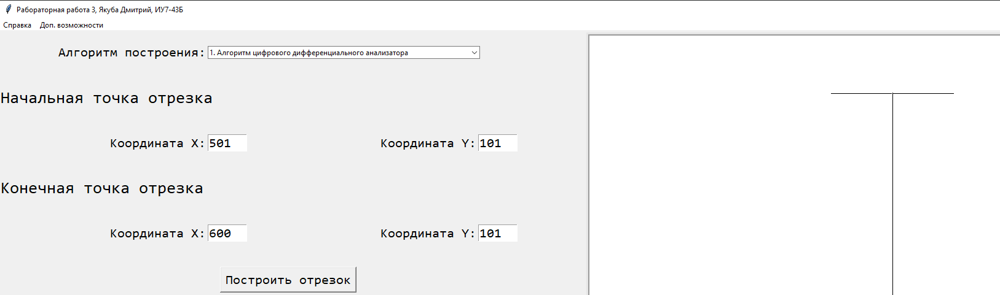 Рабораторная работа 3, Якуба Дмитрий, ИУ7-43Б
Справка Доп. возможности
Алгоритм построения: 1. Алгоритм цифрового дифференциального анализатора
Начальная точка отрезка
Координата X: 501 Координата Y: 101
Конечная точка отрезка
Координата X: 600 Координата Y: 101
Построить отрезок